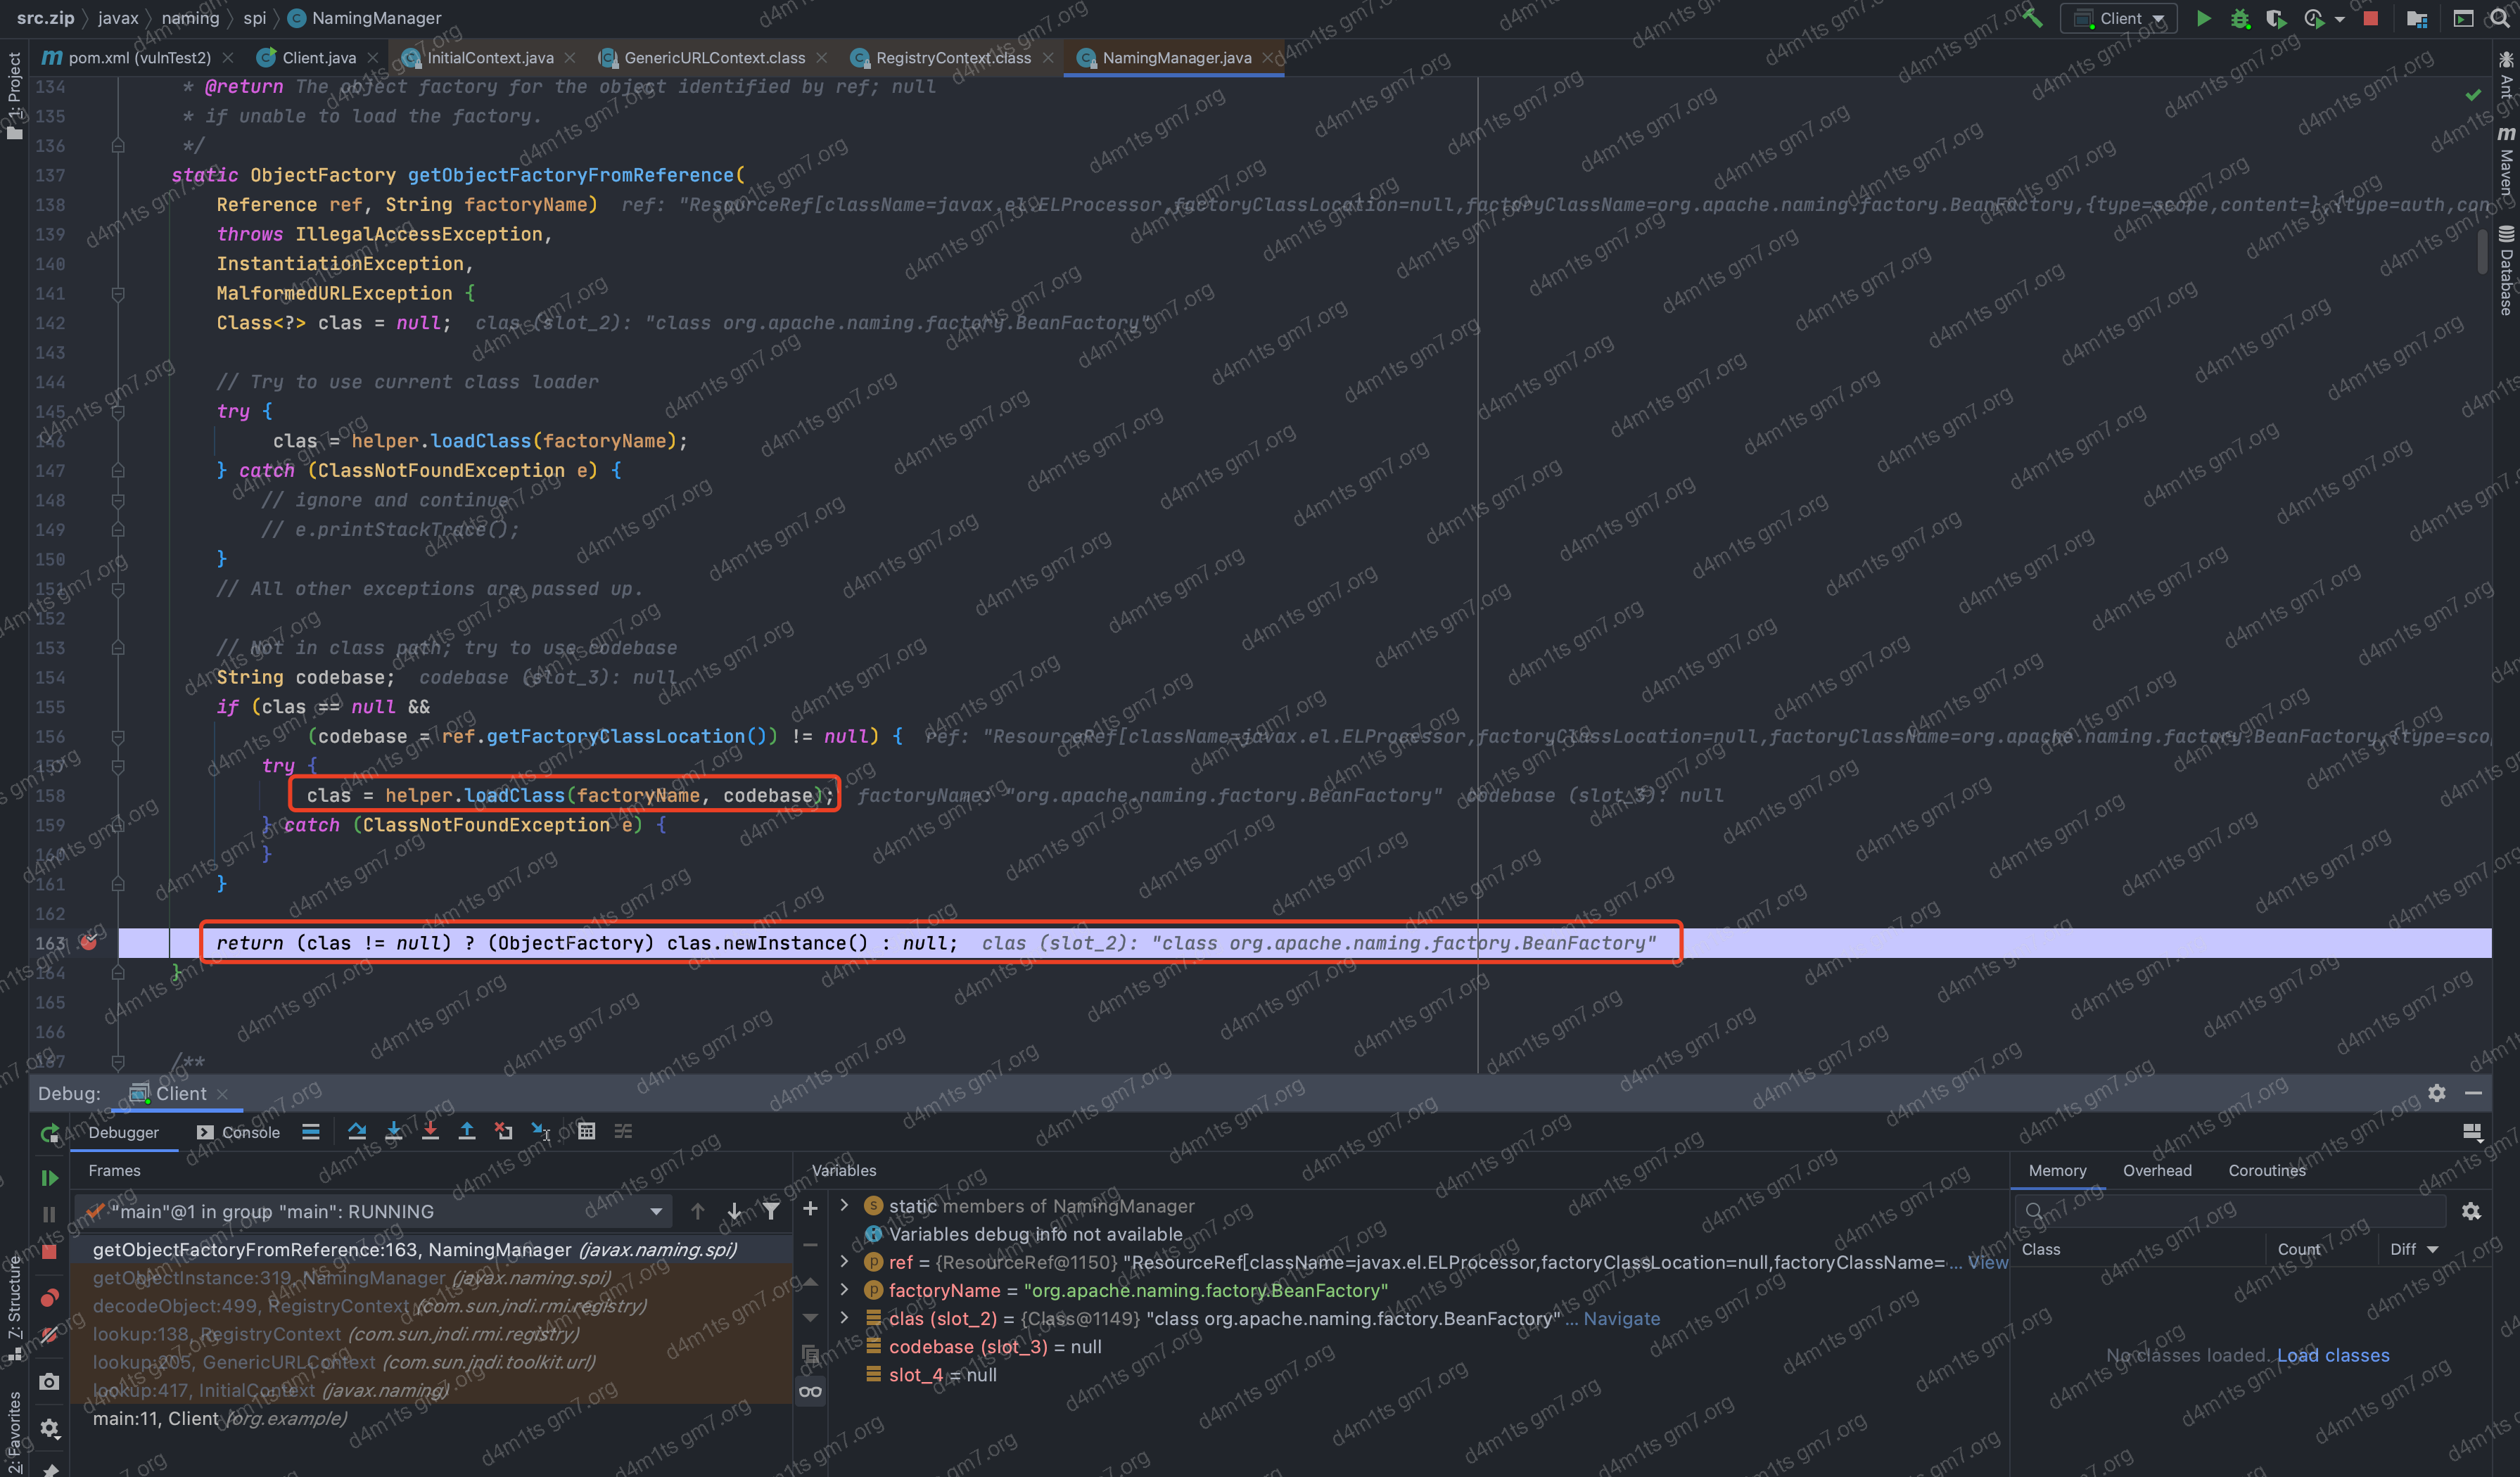 src.zip javax naming spi NamingManager
Client
1: Project
pom.xml (vulnTest2)
Client.java
InitialContext.java
GenericURLContext.class
RegistryContext.class
NamingManager.java
134 * @return The object factory for the object identified by ref; null
135 * if unable to load the factory.
136 */
137 static ObjectFactory getObjectFactoryFromReference(
138 Reference ref, String factoryName) ref: "ResourceRef[className=javax.el.ELProcessor,factoryClassLocation=null,factoryClassName=org.apache.naming.factory.BeanFactory,{type=scope,content=},{type=auth,con
139 throws IllegalAccessException,
140 InstantiationException,
141 MalformedURLException {
142 Class<?> clas = null; clas (slot_2): "class org.apache.naming.factory.BeanFactory"
143
144 // Try to use current class loader
145 try {
146 clas = helper.loadClass(factoryName);
147 } catch (ClassNotFoundException e) {
148 // ignore and continue
149 // e.printStackTrace();
150 }
151 // All other exceptions are passed up.
152
153 // Not in class path; try to use codebase
154 String codebase; codebase (slot_3): null
155 if (clas == null &&
156 (codebase = ref.getFactoryClassLocation()) != null) { ref: "ResourceRef[className=javax.el.ELProcessor,factoryClassLocation=null,factoryClassName=org.apache.naming.factory.BeanFactory,{type=sco
157 try {
158 clas = helper.loadClass(factoryName, codebase); factoryName: "org.apache.naming.factory.BeanFactory" codebase (slot_3): null
159 } catch (ClassNotFoundException e) {
160 }
161 }
162
163 return (clas != null) ? (ObjectFactory) clas.newInstance() : null; clas (slot_2): "class org.apache.naming.factory.BeanFactory"
164 }
165
166
167 /**
Ant
Maven
Database
Debug: Client
Debugger Console
Frames
"main"@1 in group "main": RUNNING
getObjectFactoryFromReference:163, NamingManager (javax.naming.spi)
getObjectInstance:319, NamingManager (javax.naming.spi)
decodeObject:499, RegistryContext (com.sun.jndi.rmi.registry)
lookup:138, RegistryContext (com.sun.jndi.rmi.registry)
lookup:205, GenericURLContext (com.sun.jndi.toolkit.url)
lookup:417, InitialContext (javax.naming)
main:11, Client (org.example)
Variables
static members of NamingManager
Variables debug info not available
ref = {ResourceRef@1150} "ResourceRef[className=javax.el.ELProcessor,factoryClassLocation=null,factoryClassName=... View
factoryName = "org.apache.naming.factory.BeanFactory"
clas (slot_2) = {Class@1149} "class org.apache.naming.factory.BeanFactory" ... Navigate
codebase (slot_3) = null
slot_4 = null
Memory Overhead Coroutines
Class Count Diff
No classes loaded. Load classes
7: Structure
2: Favorites
d4m1ts gm7.org